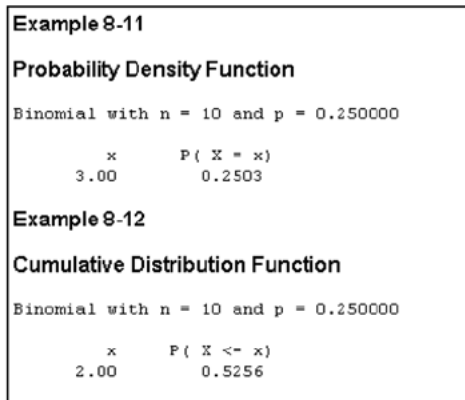 Example 8-11
Probability Density Function
Binomial with n = 10 and p = 0.250000
x P( X = x)
3.00 0.2503
Example 8-12
Cumulative Distribution Function
Binomial with n = 10 and p = 0.250000
x P( X <= x)
2.00 0.5256